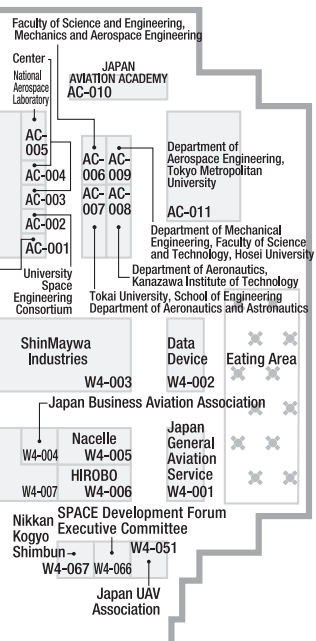 Faculty of Science and Engineering,
Mechanics and Aerospace Engineering
Center
National
Aerospace
Laboratory
JAPAN
AVIATION ACADEMY
AC-010
AC-
005
AC-004
AC-003
AC-002
AC-001
AC-
006
AC-
009
AC-
007
AC-
008
Department of
Aerospace Engineering,
Tokyo Metropolitan
University
AC-011
Department of Mechanical
Engineering, Faculty of Science
and Technology, Hosei University
University
Space
Engineering
Consortium
Department of Aeronautics,
Kanazawa Institute of Technology
Tokai University, School of Engineering
Department of Aeronautics and Astronautics
ShinMaywa
Industries
W4-003
Data
Device
W4-002
Eating Area
Japan Business Aviation Association
W4-004
Nacelle
W4-005
W4-007
HIROBO
W4-006
Japan
General
Aviation
Service
W4-001
Nikkan
Kogyo
Shimbun
W4-067
SPACE Development Forum
Executive Committee
W4-066
W4-051
Japan UAV
Association